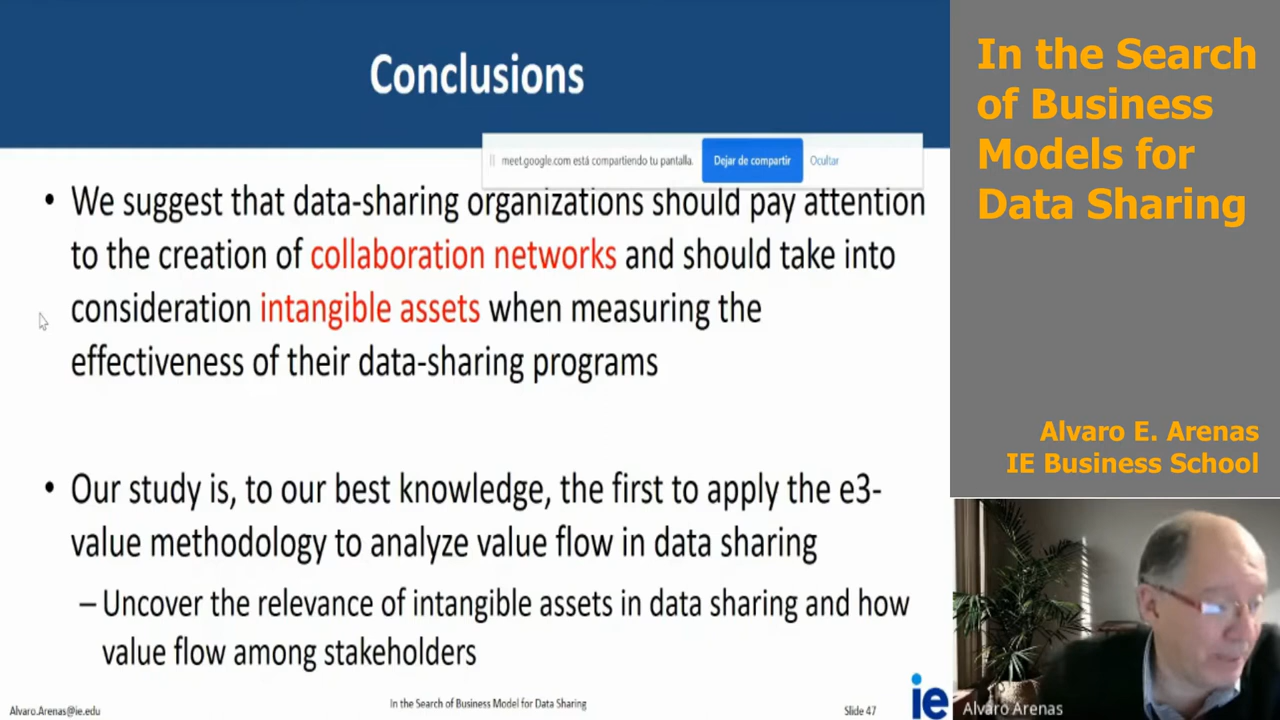 Conclusions
meet.google.com está compartiendo tu pantalla.
Dejar de compartir
Ocultar
• We suggest that data-sharing organizations should pay attention
to the creation of collaboration networks and should take into
consideration intangible assets when measuring the
effectiveness of their data-sharing programs
• Our study is, to our best knowledge, the first to apply the e3-
value methodology to analyze value flow in data sharing
– Uncover the relevance of intangible assets in data sharing and how
value flow among stakeholders
Alvaro.Arenas@ie.edu
In the Search of Business Model for Data Sharing
Slide 47
ie
In the Search
of Business
Models for
Data Sharing
Alvaro E. Arenas
IE Business School
Alvaro Arenas